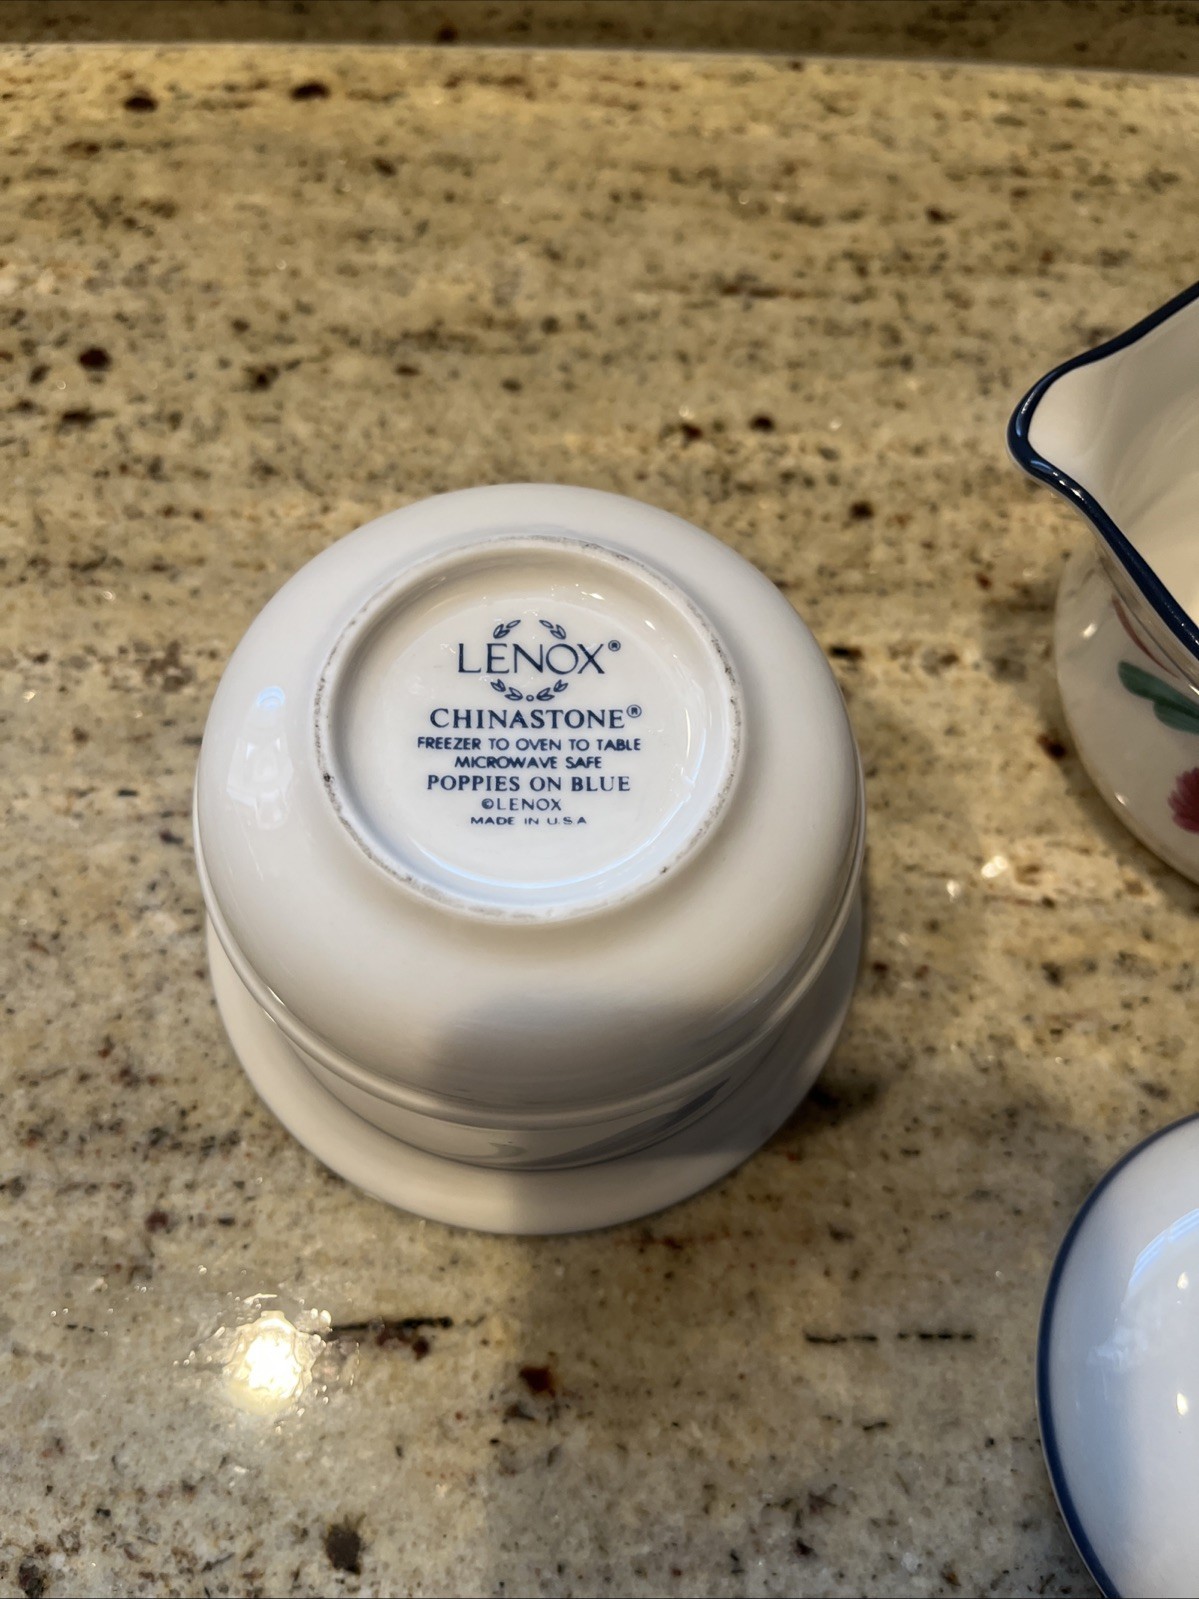 LENOX®
CHINASTONE®
FREEZER TO OVEN TO TABLE
MICROWAVE SAFE
POPPIES ON BLUE
©LENOX
MADE IN U.S.A